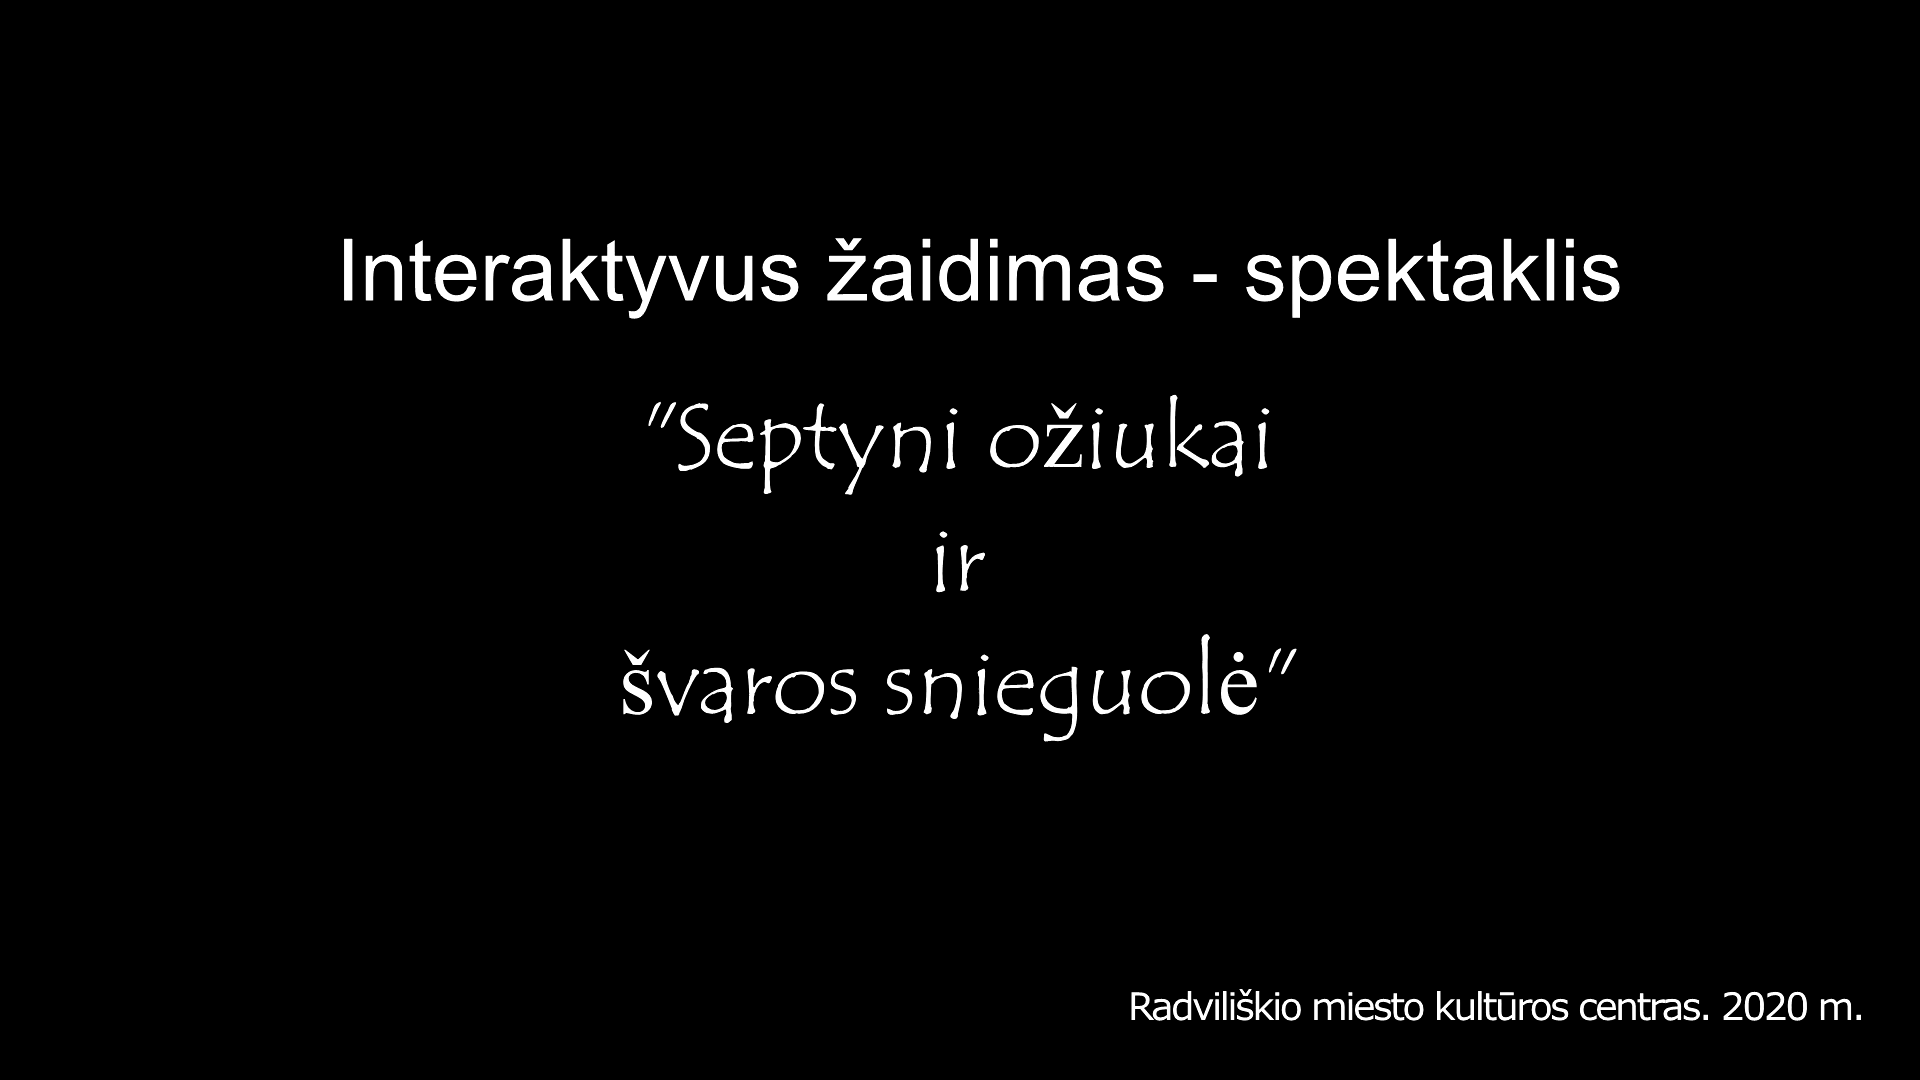 Interaktyvus žaidimas - spektaklis
"Septyni ožiukai
ir
švaros snieguolė"
Radviliškio miesto kultūros centras. 2020 m.